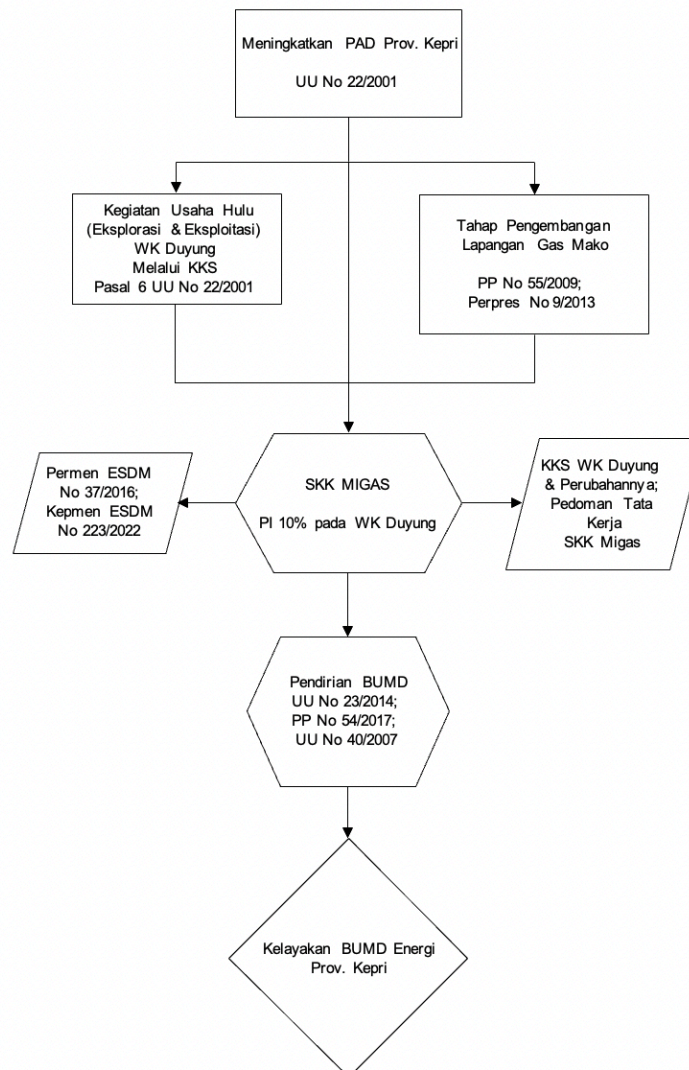 Meningkatkan PAD Prov. Kepri
UU No 22/2001
Kegiatan Usaha Hulu
(Eksplorasi & Eksploitasi)
WK Duyung
Melalui KKS
Pasal 6 UU No 22/2001
Tahap Pengembangan
Lapangan Gas Mako
PP No 55/2009;
Perpres No 9/2013
Permen ESDM
No 37/2016;
Kepmen ESDM
No 223/2022
SKK MIGAS
PI 10% pada WK Duyung
KKS WK Duyung
& Perubahannya;
Pedoman Tata
Kerja
SKK Migas
Pendirian BUMD
UU No 23/2014;
PP No 54/2017;
UU No 40/2007
Kelayakan BUMD Energi
Prov. Kepri